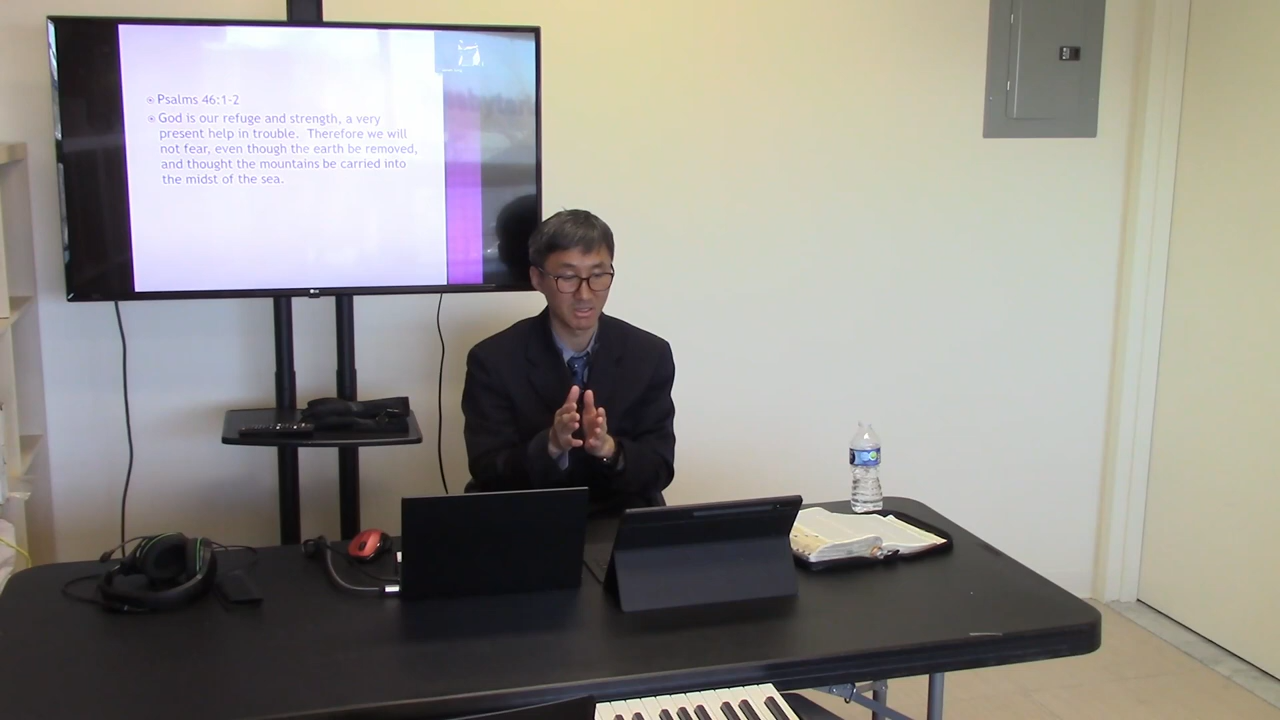 Psalms 46:1-2
God is our refuge and strength, a very
present help in trouble. Therefore we will
not fear, even though the earth be removed,
and thought the mountains be carried into
the midst of the sea.
LG